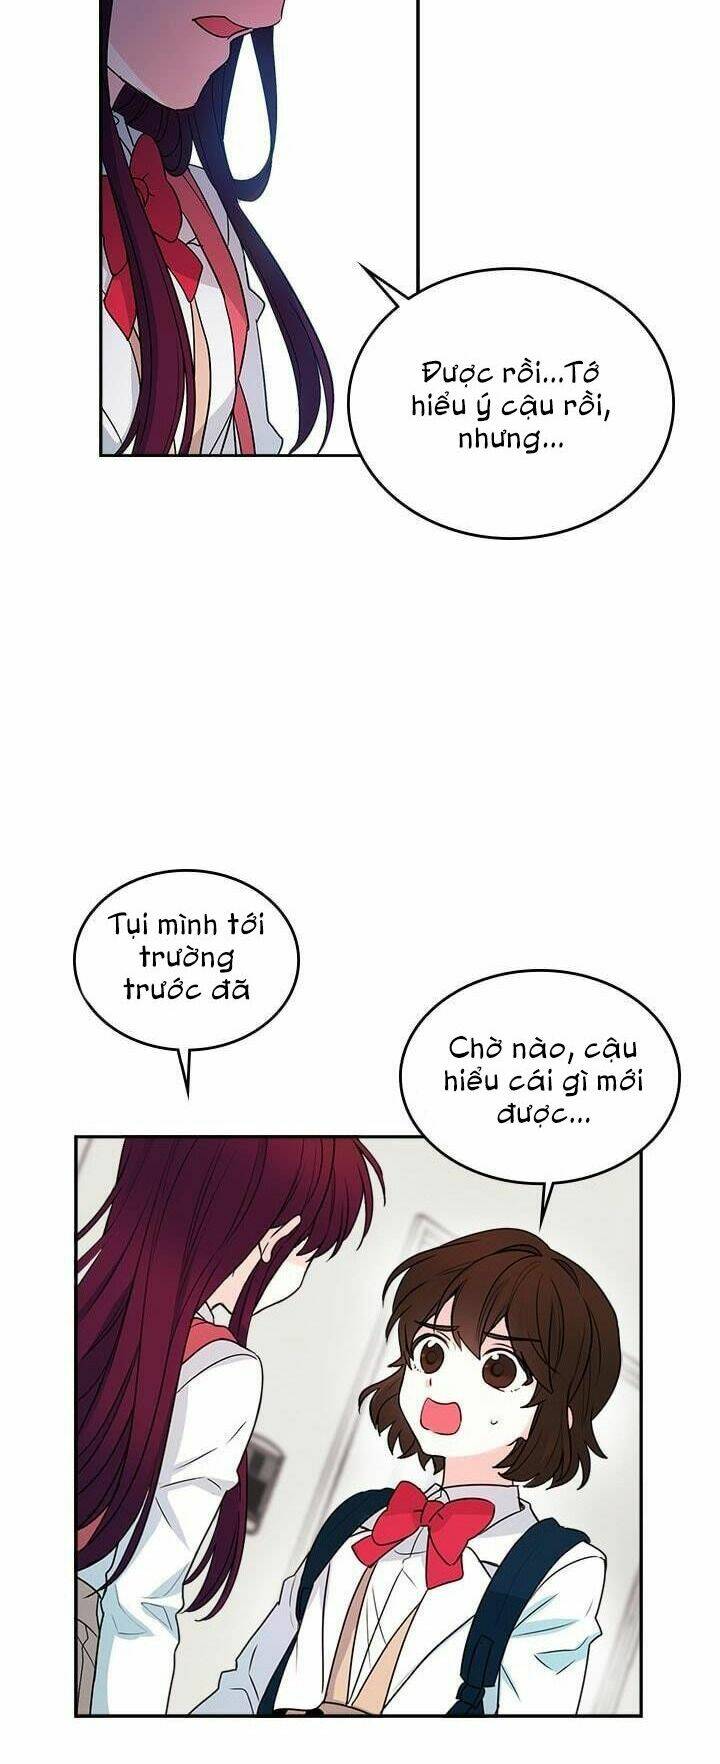 Được rồi...Tớ
hiểu ý cậu rồi,
nhưng...
Tụi mình tới
trường
trước đã
Chờ nào, cậu
hiểu cái gì mới
được...